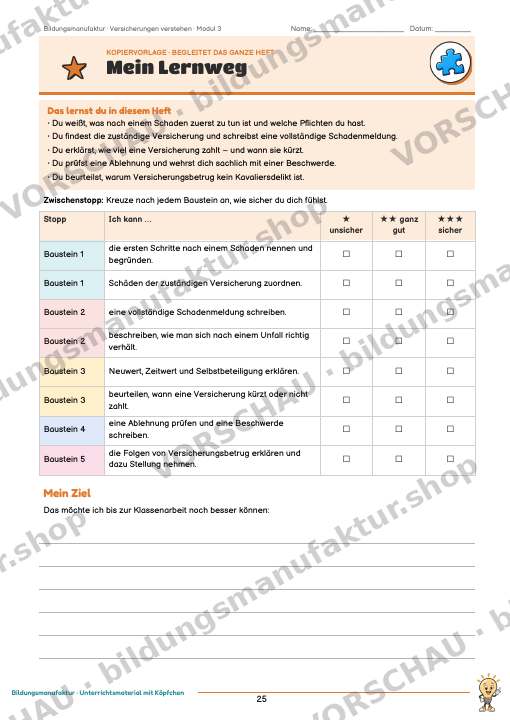 Bildungsmanufaktur · Versicherungen verstehen · Modul 3
Name: Datum:
KOPIERVORLAGE · BEGLEITET DAS GANZE HEFT
Mein Lernweg
Das lernst du in diesem Heft
• Du weißt, was nach einem Schaden zuerst zu tun ist und welche Pflichten du hast.
• Du findest die zuständige Versicherung und schreibst eine vollständige Schadenmeldung.
• Du erklärst, wie viel eine Versicherung zahlt – und wann sie kürzt.
• Du prüfst eine Ablehnung und wehrst dich sachlich mit einer Beschwerde.
• Du beurteilst, warum Versicherungsbetrug kein Kavaliersdelikt ist.
Zwischenstopp: Kreuze nach jedem Baustein an, wie sicher du dich fühlst.
Stopp Ich kann ... ★ unsicher ★★ ganz gut ★★★ sicher
Baustein 1 die ersten Schritte nach einem Schaden nennen und begründen. ☐ ☐ ☐
Baustein 1 Schäden der zuständigen Versicherung zuordnen. ☐ ☐ ☐
Baustein 2 eine vollständige Schadenmeldung schreiben. ☐ ☐ ☐
Baustein 2 beschreiben, wie man sich nach einem Unfall richtig verhält. ☐ ☐ ☐
Baustein 3 Neuwert, Zeitwert und Selbstbeteiligung erklären. ☐ ☐ ☐
Baustein 3 beurteilen, wann eine Versicherung kürzt oder nicht zahlt. ☐ ☐ ☐
Baustein 4 eine Ablehnung prüfen und eine Beschwerde schreiben. ☐ ☐ ☐
Baustein 5 die Folgen von Versicherungsbetrug erklären und dazu Stellung nehmen. ☐ ☐ ☐
Mein Ziel
Das möchte ich bis zur Klassenarbeit noch besser können:
Bildungsmanufaktur · Unterrichtsmaterial mit Köpfchen
25
VORSCHAU · bildungsmanufaktur.shop